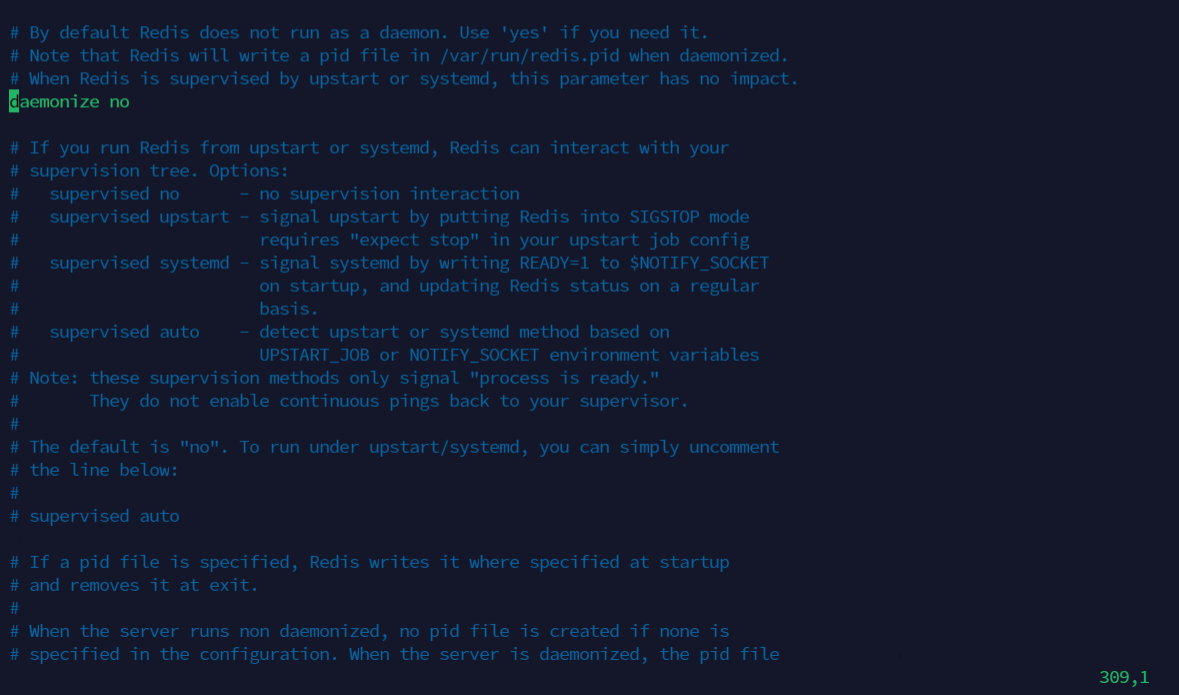 # By default Redis does not run as a daemon. Use 'yes' if you need it.
# Note that Redis will write a pid file in /var/run/redis.pid when daemonized.
# When Redis is supervised by upstart or systemd, this parameter has no impact.
daemonize no

# If you run Redis from upstart or systemd, Redis can interact with your
# supervision tree. Options:
#   supervised no      - no supervision interaction
#   supervised upstart - signal upstart by putting Redis into SIGSTOP mode
#                        requires "expect stop" in your upstart job config
#   supervised systemd - signal systemd by writing READY=1 to $NOTIFY_SOCKET
#                        on startup, and updating Redis status on a regular
#                        basis.
#   supervised auto    - detect upstart or systemd method based on
#                        UPSTART_JOB or NOTIFY_SOCKET environment variables
# Note: these supervision methods only signal "process is ready."
#       They do not enable continuous pings back to your supervisor.
#
# The default is "no". To run under upstart/systemd, you can simply uncomment
# the line below:
#
# supervised auto

# If a pid file is specified, Redis writes it where specified at startup
# and removes it at exit.
#
# When the server runs non daemonized, no pid file is created if none is
# specified in the configuration. When the server is daemonized, the pid file
309,1